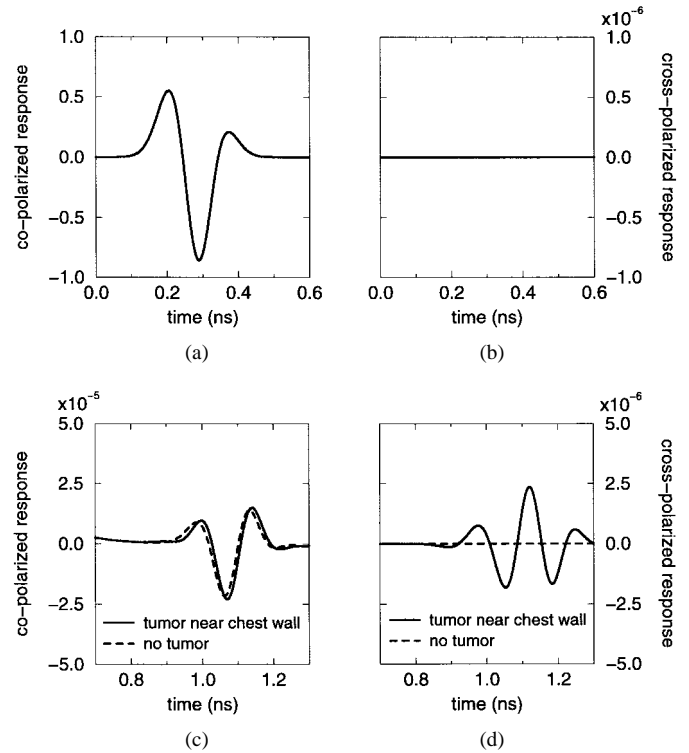 x10⁻⁶
1.0
0.5
0.0
−0.5
−1.0
co−polarized response
0.0 0.2 0.4 0.6
time (ns)
(a)
1.0
0.5
0.0
−0.5
−1.0
cross−polarized response
0.0 0.2 0.4 0.6
time (ns)
(b)
x10⁻⁵
5.0
2.5
0.0
−2.5
−5.0
co−polarized response
tumor near chest wall
no tumor
0.8 1.0 1.2
time (ns)
(c)
x10⁻⁶
5.0
2.5
0.0
−2.5
−5.0
cross−polarized response
tumor near chest wall
no tumor
0.8 1.0 1.2
time (ns)
(d)